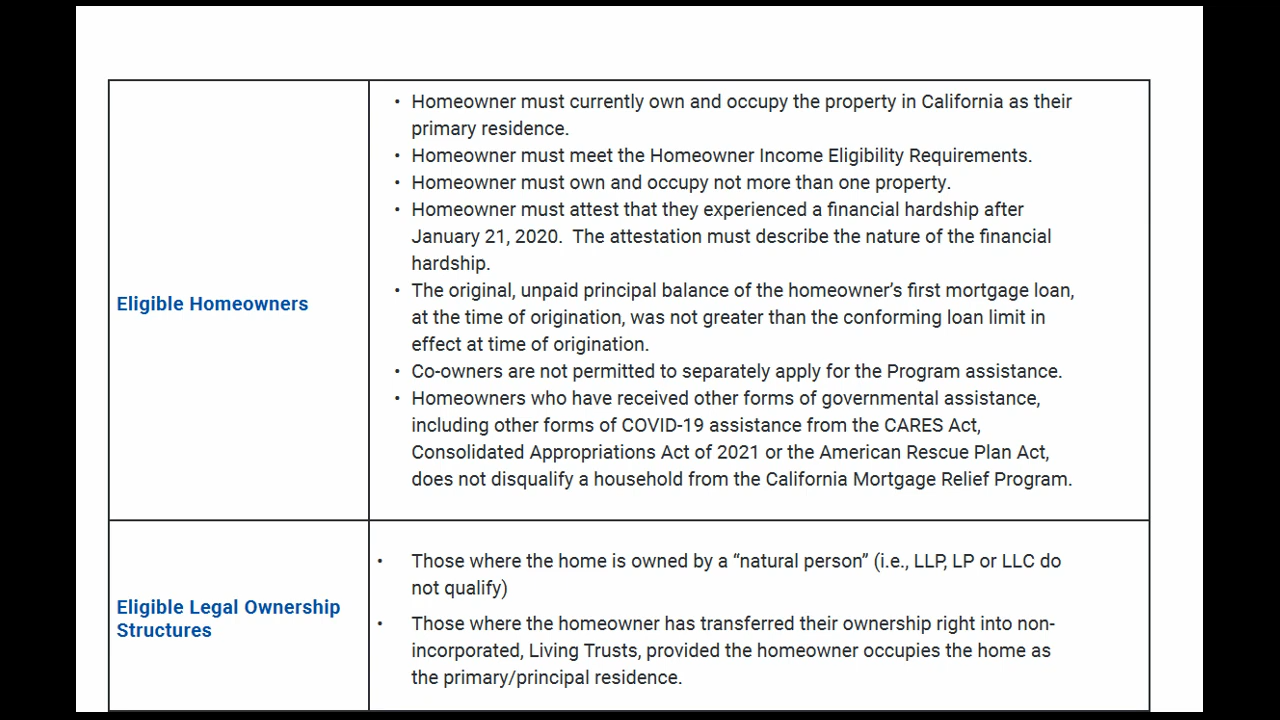 Eligible Homeowners
• Homeowner must currently own and occupy the property in California as their
primary residence.
• Homeowner must meet the Homeowner Income Eligibility Requirements.
• Homeowner must own and occupy not more than one property.
• Homeowner must attest that they experienced a financial hardship after
January 21, 2020.  The attestation must describe the nature of the financial
hardship.
• The original, unpaid principal balance of the homeowner’s first mortgage loan,
at the time of origination, was not greater than the conforming loan limit in
effect at time of origination.
• Co-owners are not permitted to separately apply for the Program assistance.
• Homeowners who have received other forms of governmental assistance,
including other forms of COVID-19 assistance from the CARES Act,
Consolidated Appropriations Act of 2021 or the American Rescue Plan Act,
does not disqualify a household from the California Mortgage Relief Program.
Eligible Legal Ownership
Structures
• Those where the home is owned by a “natural person” (i.e., LLP, LP or LLC do
not qualify)
• Those where the homeowner has transferred their ownership right into non-
incorporated, Living Trusts, provided the homeowner occupies the home as
the primary/principal residence.